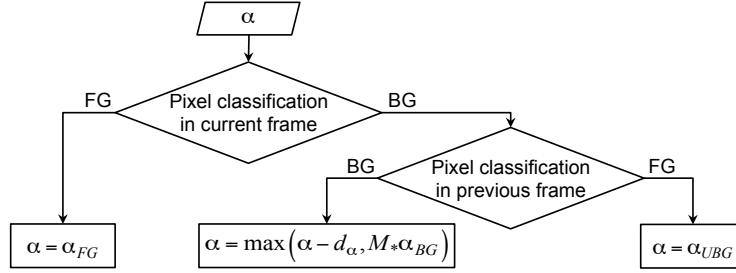 α
FG
Pixel classification
in current frame
BG
BG
Pixel classification
in previous frame
FG
α = α_FG
α = max(α − d_α, M*α_BG)
α = α_UBG